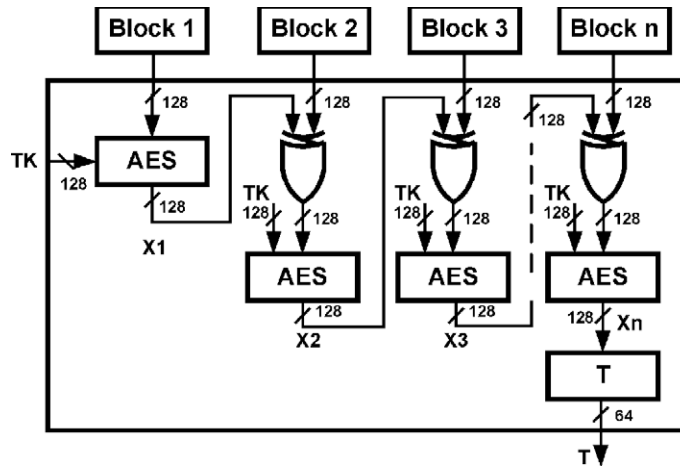 Block 1 Block 2 Block 3 Block n
128 128 128 128 128
TK 128 AES
128 TK 128 128 TK 128 128 TK 128 128
X1
AES AES AES
128 128 128 Xn
X2 X3
T
64
T